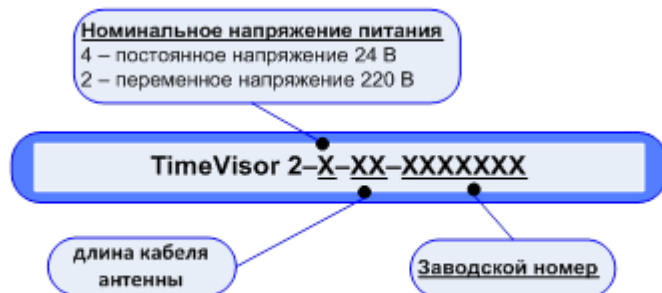 Номинальное напряжение питания
4 – постоянное напряжение 24 В
2 – переменное напряжение 220 В
TimeVisor 2–X–XX–XXXXXXX
длина кабеля
антенны
Заводской номер